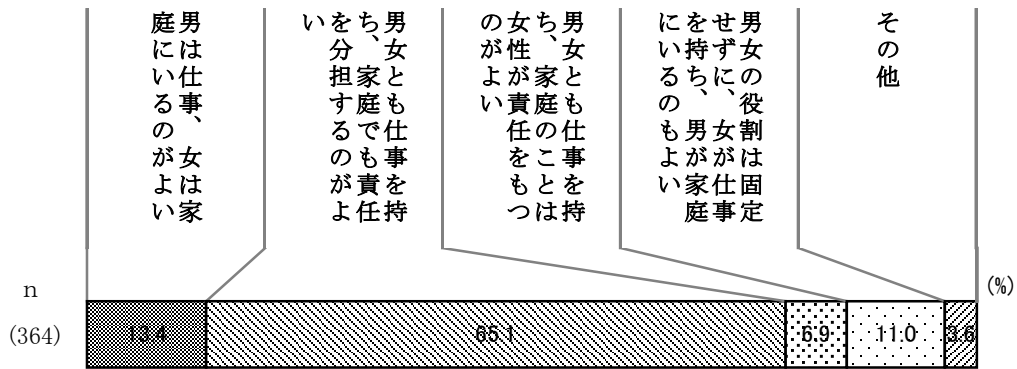 男は仕事、女は家
庭にいるのがよい
男女とも仕事を持
ち、家庭でも責任
を分担するのがよ
い
男女とも仕事を持
ち、家庭のことは
女性が責任をもつ
のがよい
男女の役割は固定
せずに、女が仕事
を持ち、男が家庭
にいるのもよい
その他
(%)
n
(364)
13.4
65.1
6.9
11.0
3.6